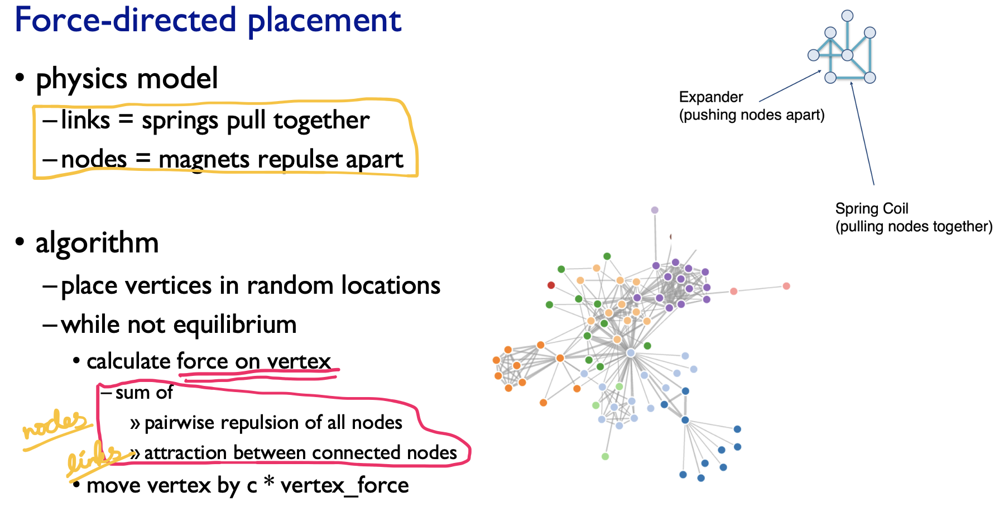 Force-directed placement
• physics model
– links = springs pull together
– nodes = magnets repulse apart
• algorithm
– place vertices in random locations
– while not equilibrium
• calculate force on vertex
– sum of
» pairwise repulsion of all nodes
» attraction between connected nodes
• move vertex by c * vertex_force
nodes
links
Expander
(pushing nodes apart)
Spring Coil
(pulling nodes together)